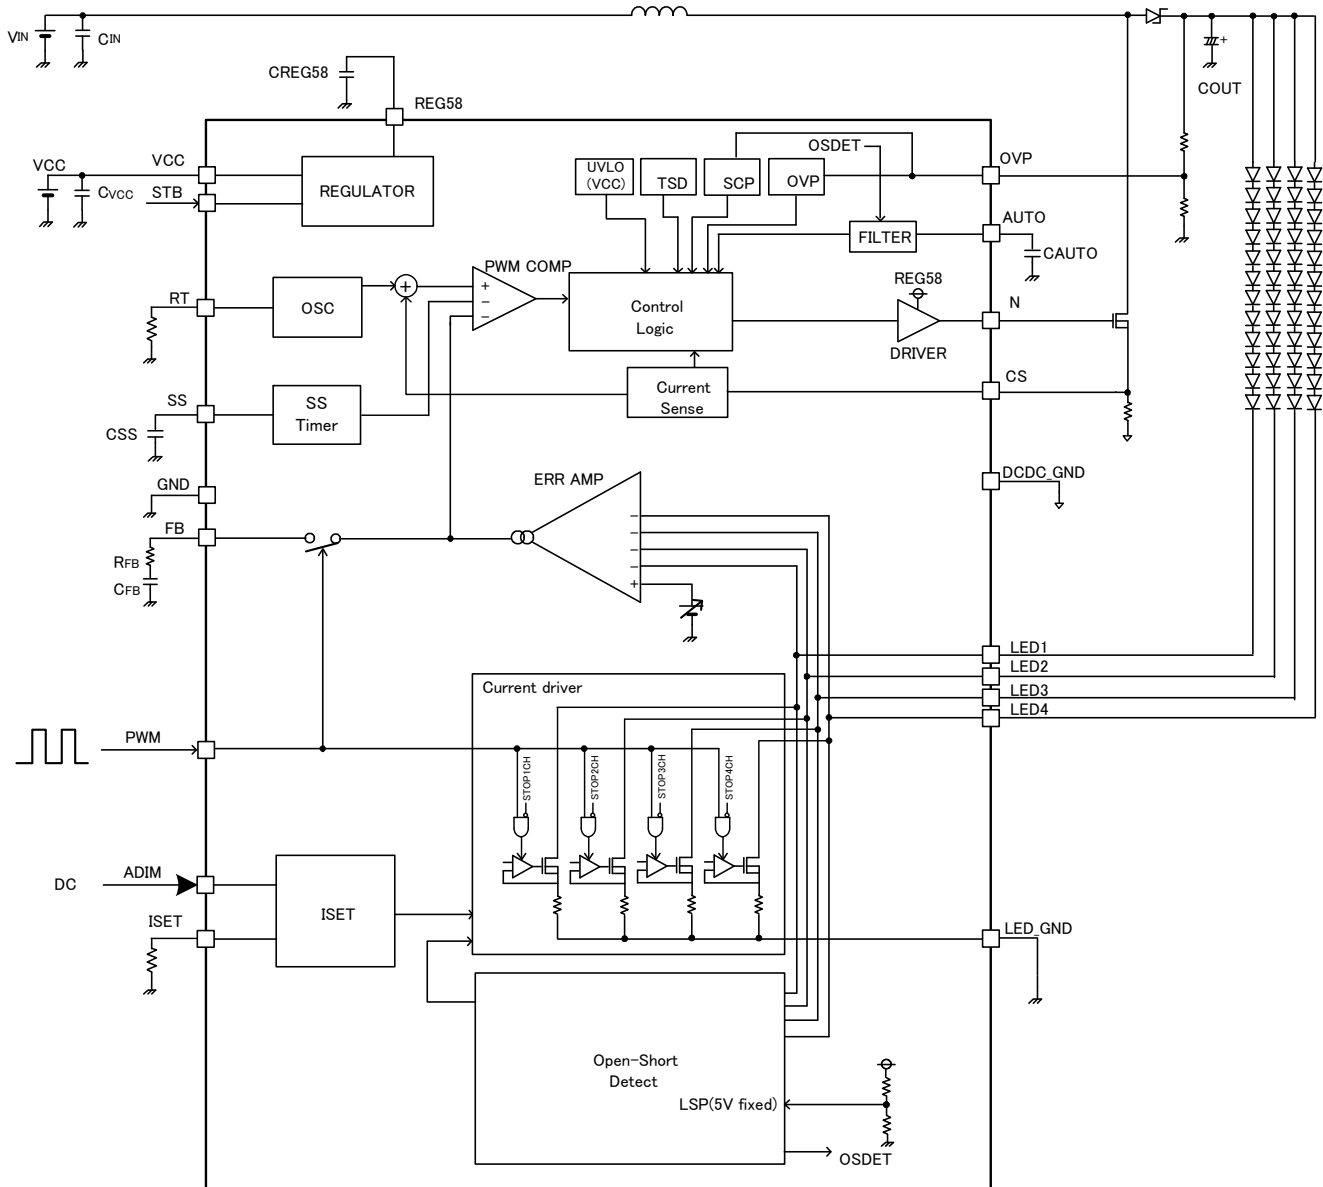 VIN
CIN
COUT
CREG58
REG58
VCC
VCC
CVCC
STB
REGULATOR
UVLO
(VCC)
TSD
SCP
OVP
OSDET
OVP
AUTO
FILTER
CAUTO
PWM COMP
RT
OSC
+
+
−
−
Control
Logic
REG58
N
DRIVER
CS
Current
Sense
SS
SS
Timer
CSS
GND
ERR AMP
DCDC_GND
FB
RFB
CFB
−
−
−
−
+
LED1
LED2
LED3
LED4
Current driver
PWM
STOP1CH
STOP2CH
STOP3CH
STOP4CH
DC
ADIM
ISET
ISET
LED_GND
Open-Short
Detect
LSP(5V fixed)
OSDET
+